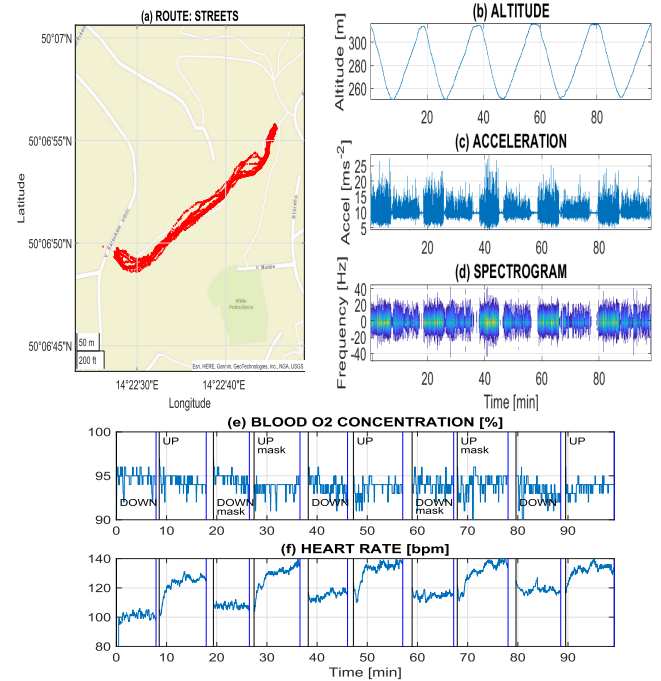 (a) ROUTE: STREETS
50°07'N
50°06'55"N
50°06'50"N
50°06'45"N
Latitude
50 m
200 ft
Esri, HERE, Garmin, GeoTechnologies, Inc., NGA, USGS
14°22'30"E
14°22'40"E
Longitude
(b) ALTITUDE
Altitude [m]
300
280
260
20
40
60
80
(c) ACCELERATION
Accel [ms-2]
25
20
15
10
5
20
40
60
80
(d) SPECTROGRAM
Frequency [Hz]
40
20
0
-20
-40
20
40
60
80
Time [min]
(e) BLOOD O2 CONCENTRATION [%]
100
95
90
UP
UP
mask
UP
UP
mask
UP
DOWN
DOWN
mask
DOWN
DOWN
mask
DOWN
0
10
20
30
40
50
60
70
80
90
(f) HEART RATE [bpm]
140
120
100
80
0
10
20
30
40
50
60
70
80
90
Time [min]